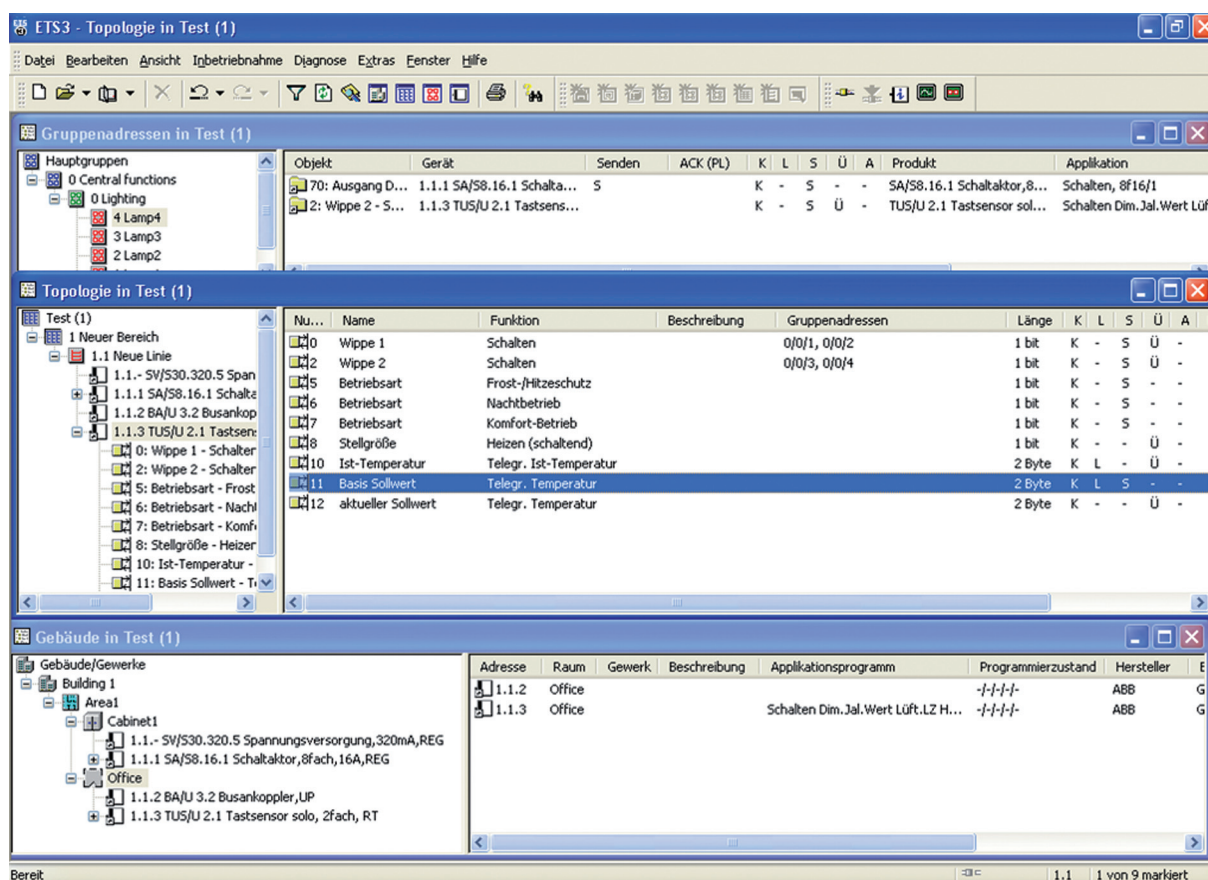 ETS3 - Topologie in Test (1)
Datei Bearbeiten Ansicht Inbetriebnahme Diagnose Extras Fenster Hilfe
Gruppenadressen in Test (1)
Hauptgruppen
0 Central functions
0 Lighting
4 Lamp4
3 Lamp3
2 Lamp2
Objekt Gerät Senden ACK (PL) K L S Ü A Produkt Applikation
70: Ausgang D... 1.1.1 SA/S8.16.1 Schalta... S K - S - - SA/S8.16.1 Schaltaktor,8... Schalten, 8f16/1
2: Wippe 2 - S... 1.1.3 TUS/U 2.1 Tastsens... K - S Ü - TUS/U 2.1 Tastsensor sol... Schalten Dim.Jal.Wert Lüf
Topologie in Test (1)
Test (1)
1 Neuer Bereich
1.1 Neue Linie
1.1.- SV/S30.320.5 Span
1.1.1 SA/S8.16.1 Schalta
1.1.2 BA/U 3.2 Busankop
1.1.3 TUS/U 2.1 Tastsens
0: Wippe 1 - Schalten
2: Wippe 2 - Schalten
5: Betriebsart - Frost
6: Betriebsart - Nacht
7: Betriebsart - Komf
8: Stellgröße - Heizen
10: Ist-Temperatur -
11: Basis Sollwert - T
Nu... Name Funktion Beschreibung Gruppenadressen Länge K L S Ü A
0 Wippe 1 Schalten 0/0/1, 0/0/2 1 bit K - S Ü -
2 Wippe 2 Schalten 0/0/3, 0/0/4 1 bit K - S Ü -
5 Betriebsart Frost-/Hitzeschutz 1 bit K - S - -
6 Betriebsart Nachtbetrieb 1 bit K - S - -
7 Betriebsart Komfort-Betrieb 1 bit K - S - -
8 Stellgröße Heizen (schaltend) 1 bit K - - Ü -
10 Ist-Temperatur Telegr. Ist-Temperatur 2 Byte K L - Ü -
11 Basis Sollwert Telegr. Temperatur 2 Byte K L S - -
12 aktueller Sollwert Telegr. Temperatur 2 Byte K - - Ü -
Gebäude in Test (1)
Gebäude/Gewerke
Building 1
Area1
Cabinet1
1.1.- SV/S30.320.5 Spannungsversorgung,320mA,REG
1.1.1 SA/S8.16.1 Schaltaktor,8fach,16A,REG
Office
1.1.2 BA/U 3.2 Busankoppler,UP
1.1.3 TUS/U 2.1 Tastsensor solo, 2fach, RT
Adresse Raum Gewerk Beschreibung Applikationsprogramm Programmierzustand Hersteller
1.1.2 Office -/-/-/-/- ABB G
1.1.3 Office Schalten Dim.Jal.Wert Lüft.LZ H... -/-/-/-/- ABB G
Bereit 1.1 1 von 9 markiert